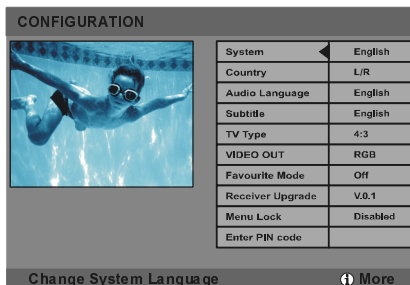 CONFIGURATION
System English
Country L/R
Audio Language English
Subtitle English
TV Type 4:3
VIDEO OUT RGB
Favourite Mode Off
Receiver Upgrade V.0.1
Menu Lock Disabled
Enter PIN code
Change System Language i More